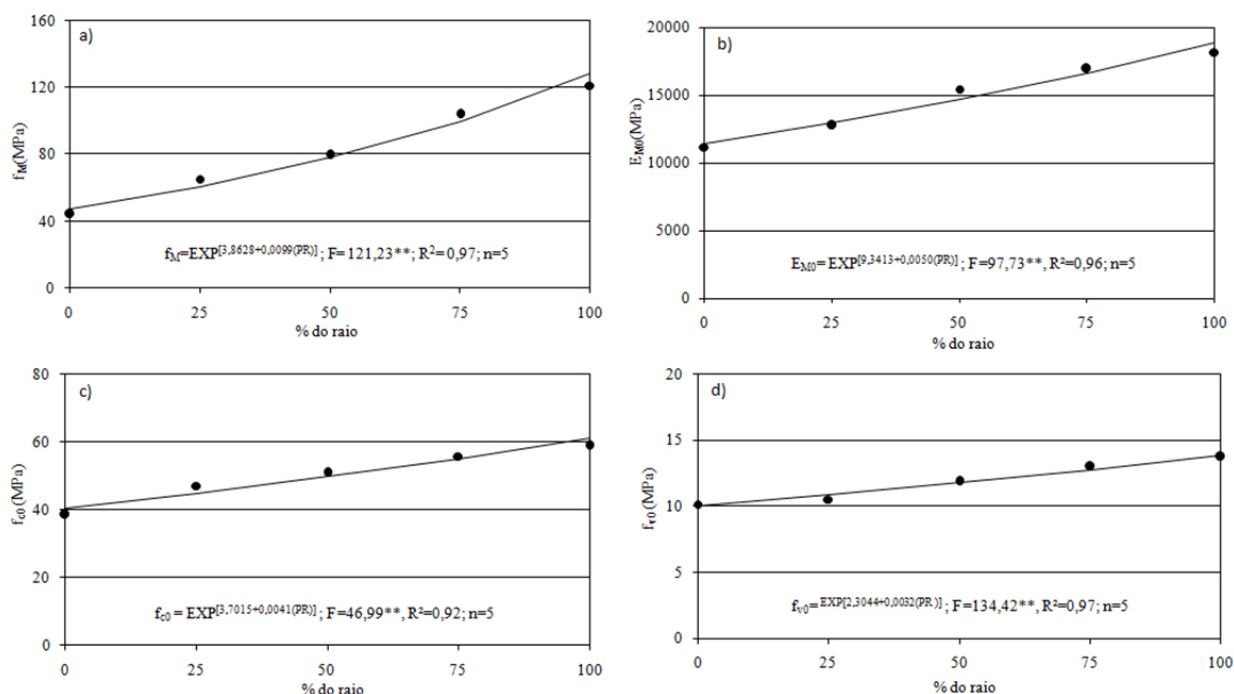 a)
160
120
80
40
0
f_M(MPa)
f_M=EXP^[3,8628+0,0099(PR)]; F=121,23**; R²=0,97; n=5
0 25 50 75 100
% do raio
b)
20000
15000
10000
5000
0
E_M0(MPa)
E_M0= EXP^[9,3413+0,0050(PR)]; F=97,73**, R²=0,96; n=5
0 25 50 75 100
% do raio
c)
80
60
40
20
0
f_c0 (MPa)
f_c0 = EXP^[3,7015+0,0041(PR)]; F=46,99**, R²=0,92; n=5
0 25 50 75 100
% do raio
d)
20
15
10
5
0
f_v0 (MPa)
f_v0=^EXP[2,3044+0,0032(PR )]; F=134,42**, R²=0,97; n=5
0 25 50 75 100
% do raio